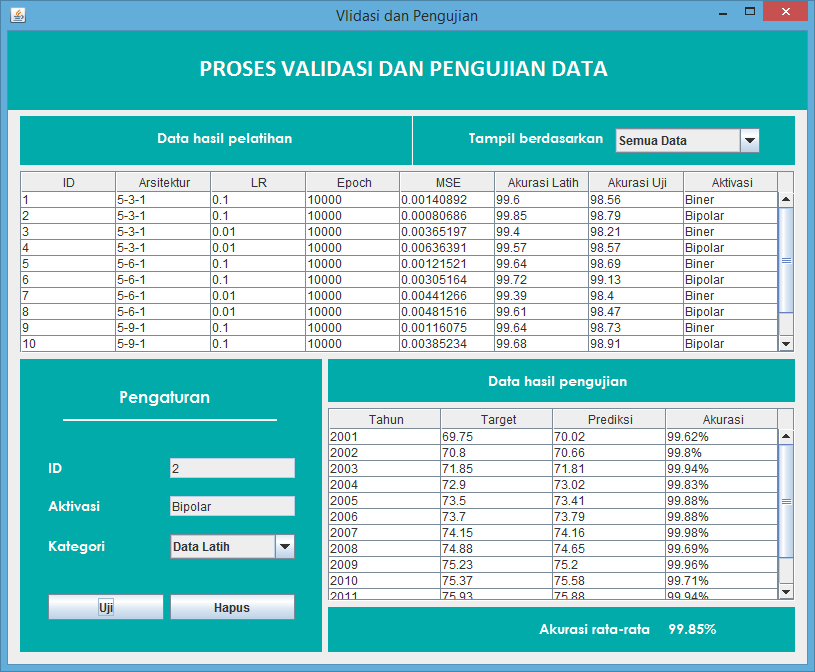 Vlidasi dan Pengujian
PROSES VALIDASI DAN PENGUJIAN DATA
Data hasil pelatihan
Tampil berdasarkan Semua Data
ID Arsitektur LR Epoch MSE Akurasi Latih Akurasi Uji Aktivasi
1 5-3-1 0.1 10000 0.00140892 99.6 98.56 Biner
2 5-3-1 0.1 10000 0.00080686 99.85 98.79 Bipolar
3 5-3-1 0.01 10000 0.00365197 99.4 98.21 Biner
4 5-3-1 0.01 10000 0.00636391 99.57 98.57 Bipolar
5 5-6-1 0.1 10000 0.00121521 99.64 98.69 Biner
6 5-6-1 0.1 10000 0.00305164 99.72 99.13 Bipolar
7 5-6-1 0.01 10000 0.00441266 99.39 98.4 Biner
8 5-6-1 0.01 10000 0.00481516 99.61 98.47 Bipolar
9 5-9-1 0.1 10000 0.00116075 99.64 98.73 Biner
10 5-9-1 0.1 10000 0.00385234 99.68 98.91 Bipolar
Pengaturan
ID 2
Aktivasi Bipolar
Kategori Data Latih
Uji Hapus
Data hasil pengujian
Tahun Target Prediksi Akurasi
2001 69.75 70.02 99.62%
2002 70.8 70.66 99.8%
2003 71.85 71.81 99.94%
2004 72.9 73.02 99.83%
2005 73.5 73.41 99.88%
2006 73.7 73.79 99.88%
2007 74.15 74.16 99.98%
2008 74.88 74.65 99.69%
2009 75.23 75.2 99.96%
2010 75.37 75.58 99.71%
2011 75.93 75.88 99.94%
Akurasi rata-rata 99.85%